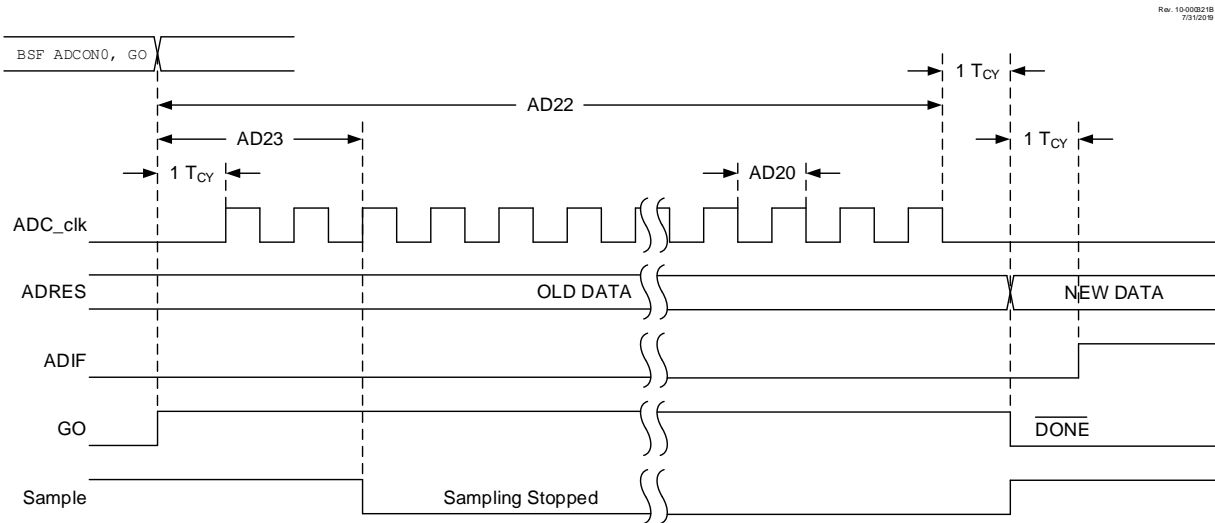 Rev. 10-000321B
7/31/2019
BSF ADCON0, GO
1 TCY
AD22
AD23
1 TCY
1 TCY
AD20
ADC_clk
ADRES
OLD DATA
NEW DATA
ADIF
GO
DONE
Sample
Sampling Stopped